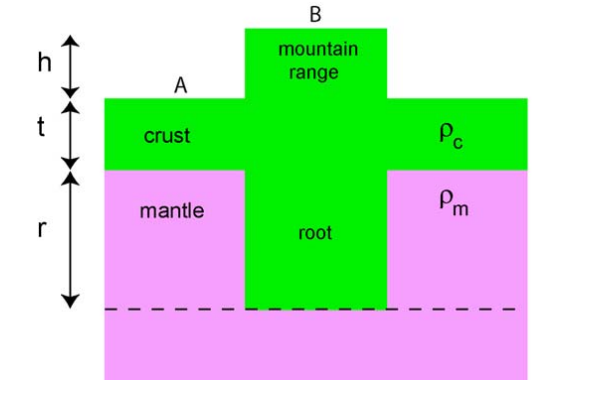 B
h
mountain
range
A
t
crust
ρc
mantle
ρm
r
root